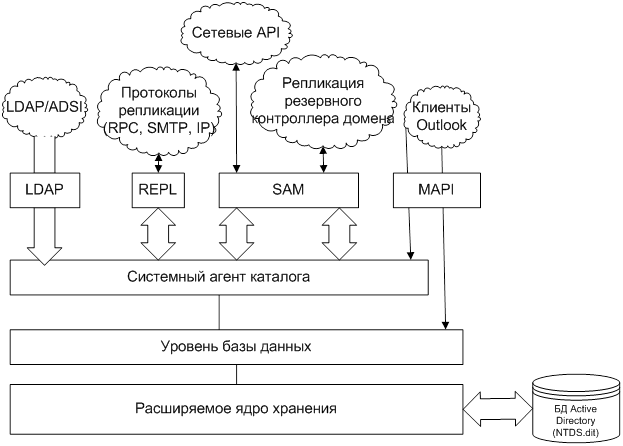 Сетевые API
LDAP/ADSI
Протоколы
репликации
(RPC, SMTP, IP)
Репликация
резервного
контроллера домена
Клиенты
Outlook
LDAP
REPL
SAM
MAPI
Системный агент каталога
Уровень базы данных
Расширяемое ядро хранения
БД Active
Directory
(NTDS.dit)